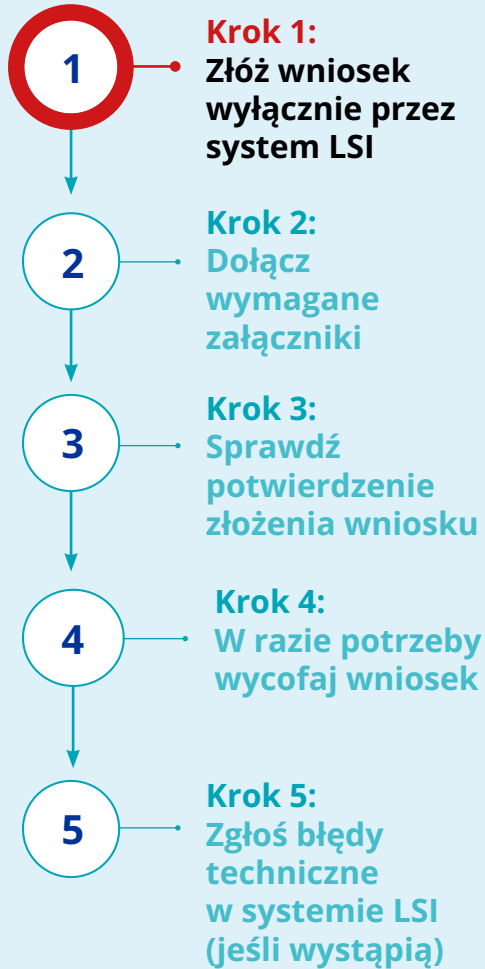 1
Krok 1:
Złóż wniosek
wyłącznie przez
system LSI
2
Krok 2:
Dołącz
wymagane
załączniki
3
Krok 3:
Sprawdź
potwierdzenie
złożenia wniosku
4
Krok 4:
W razie potrzeby
wycofaj wniosek
5
Krok 5:
Zgłoś błędy
techniczne
w systemie LSI
(jeśli wystąpią)